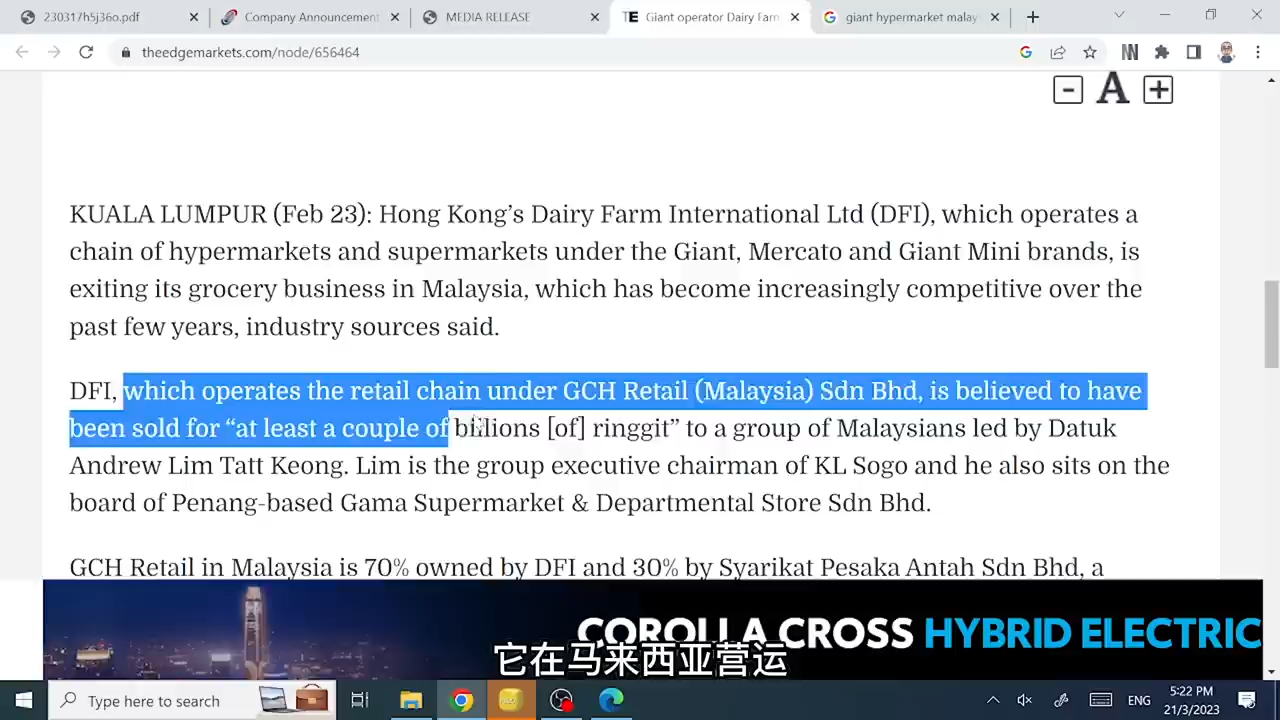 230317h5j36o.pdf
Company Announcement
MEDIA RELEASE
TE
Giant operator Dairy Farm
giant hypermarket malay
theedgemarkets.com/node/656464
- A +
KUALA LUMPUR (Feb 23): Hong Kong’s Dairy Farm International Ltd (DFI), which operates a
chain of hypermarkets and supermarkets under the Giant, Mercato and Giant Mini brands, is
exiting its grocery business in Malaysia, which has become increasingly competitive over the
past few years, industry sources said.
DFI, which operates the retail chain under GCH Retail (Malaysia) Sdn Bhd, is believed to have
been sold for “at least a couple of billions [of] ringgit” to a group of Malaysians led by Datuk
Andrew Lim Tatt Keong. Lim is the group executive chairman of KL Sogo and he also sits on the
board of Penang-based Gama Supermarket & Departmental Store Sdn Bhd.
GCH Retail in Malaysia is 70% owned by DFI and 30% by Syarikat Pesaka Antah Sdn Bhd, a
COROLLA CROSS HYBRID ELECTRIC
它在马来西亚营运
Type here to search
ENG
5:22 PM
21/3/2023